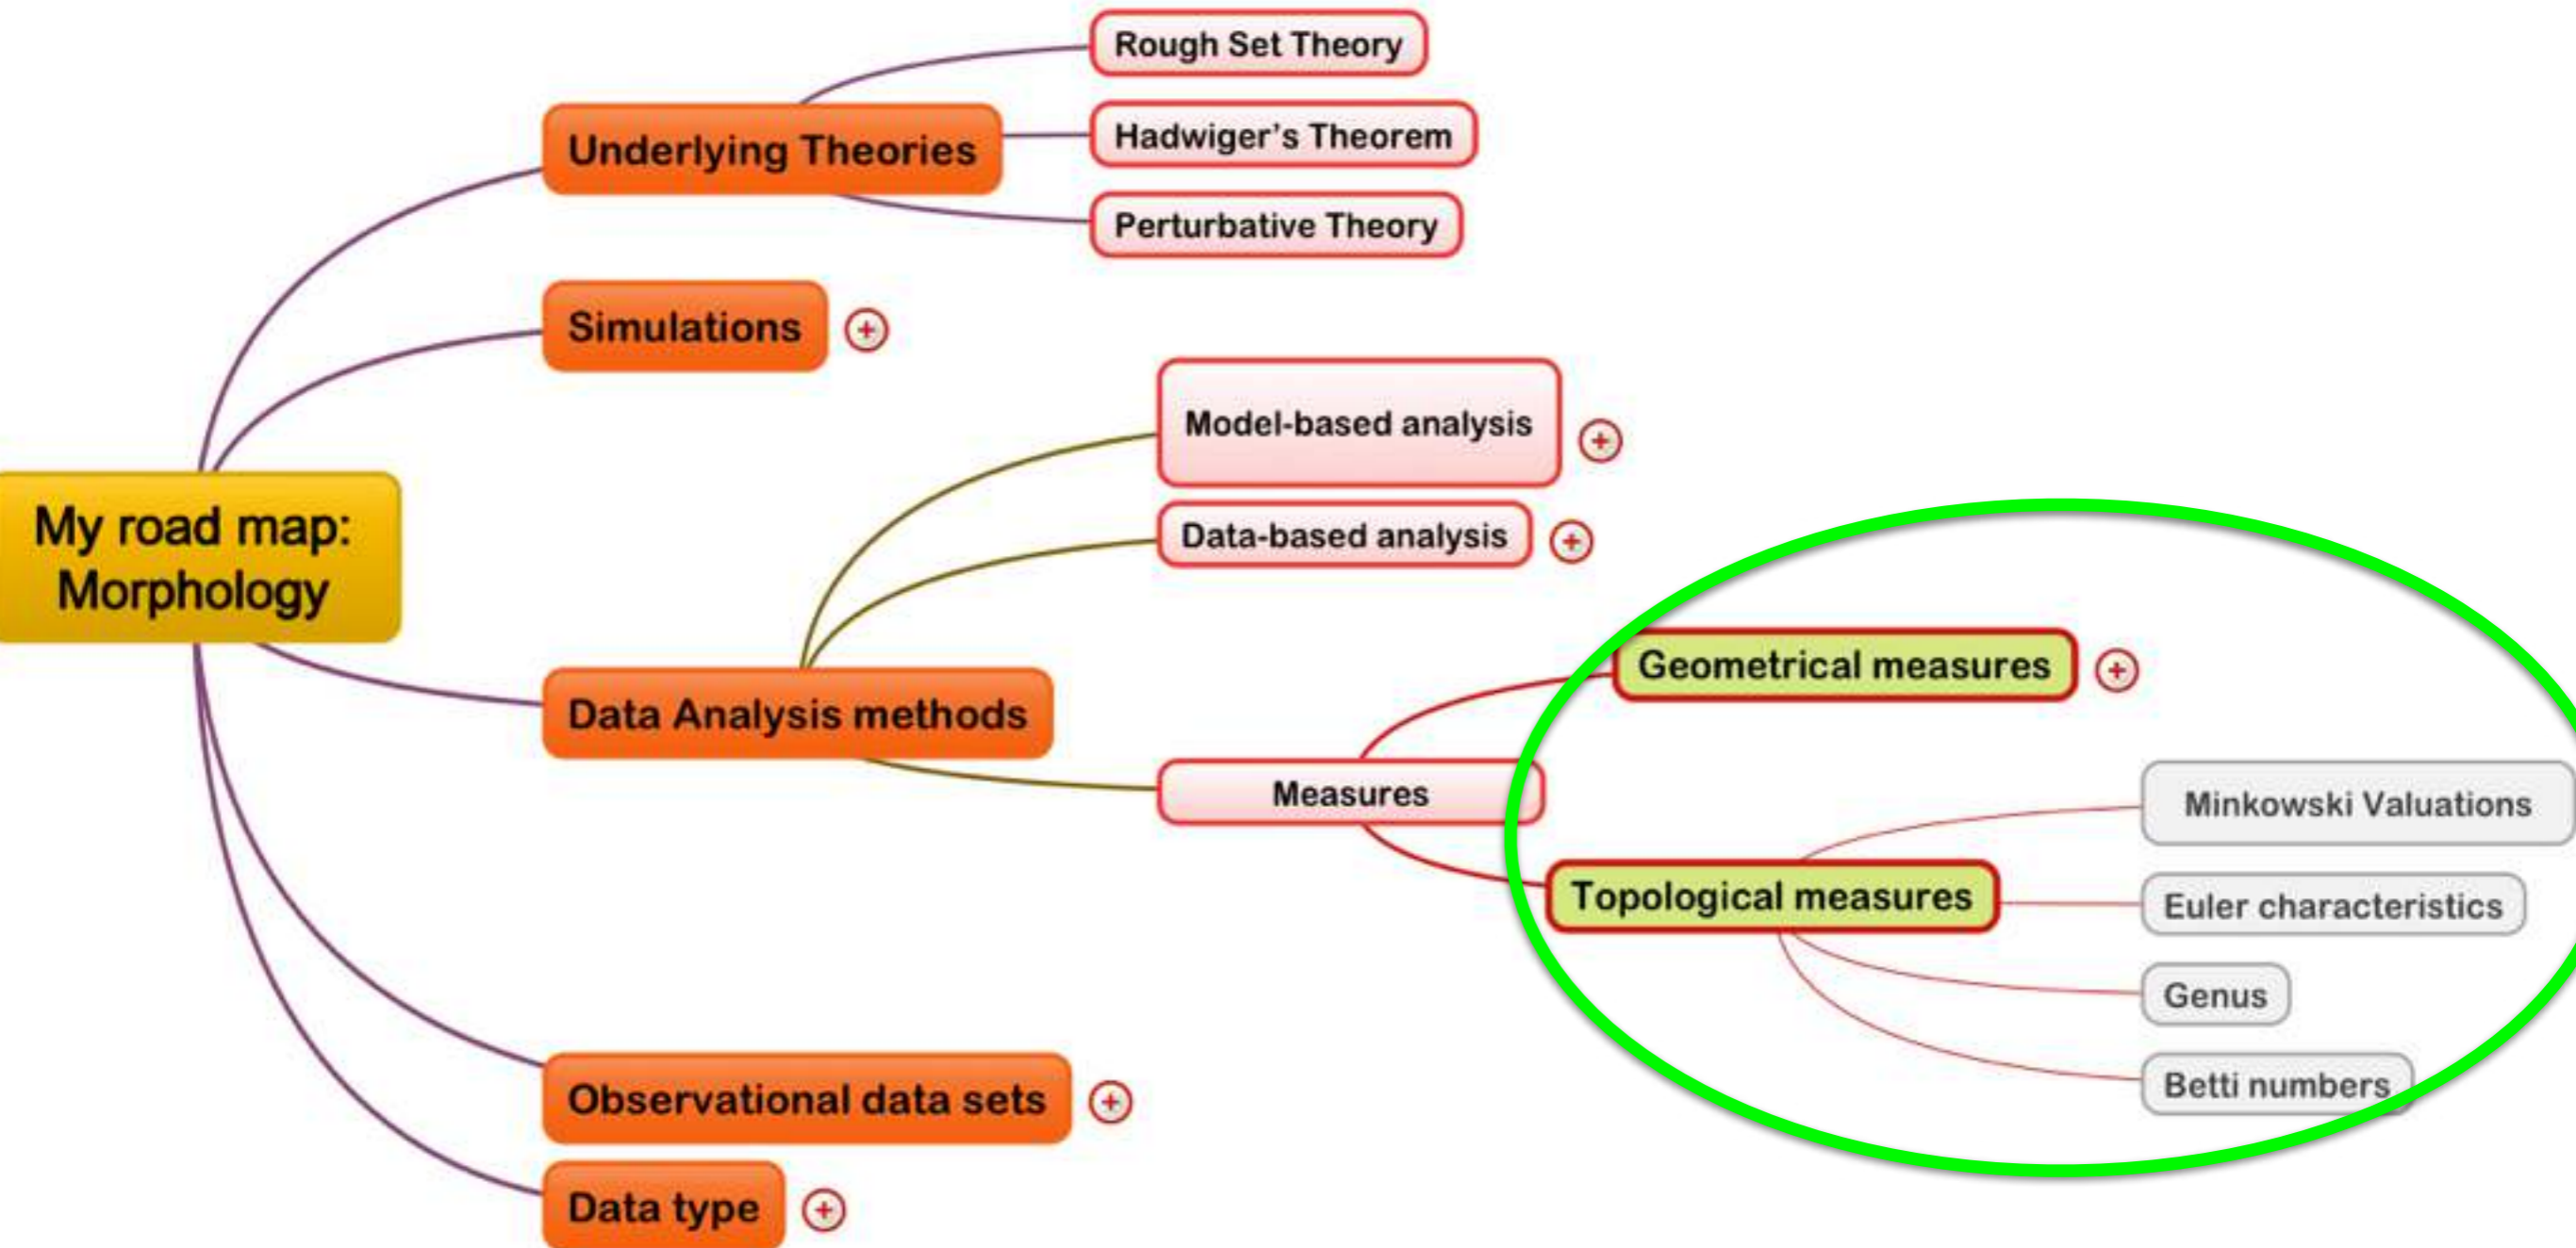 My road map:
Morphology
Underlying Theories
Rough Set Theory
Hadwiger's Theorem
Perturbative Theory
Simulations
Data Analysis methods
Model-based analysis
Data-based analysis
Measures
Geometrical measures
Topological measures
Minkowski Valuations
Euler characteristics
Genus
Betti numbers
Observational data sets
Data type